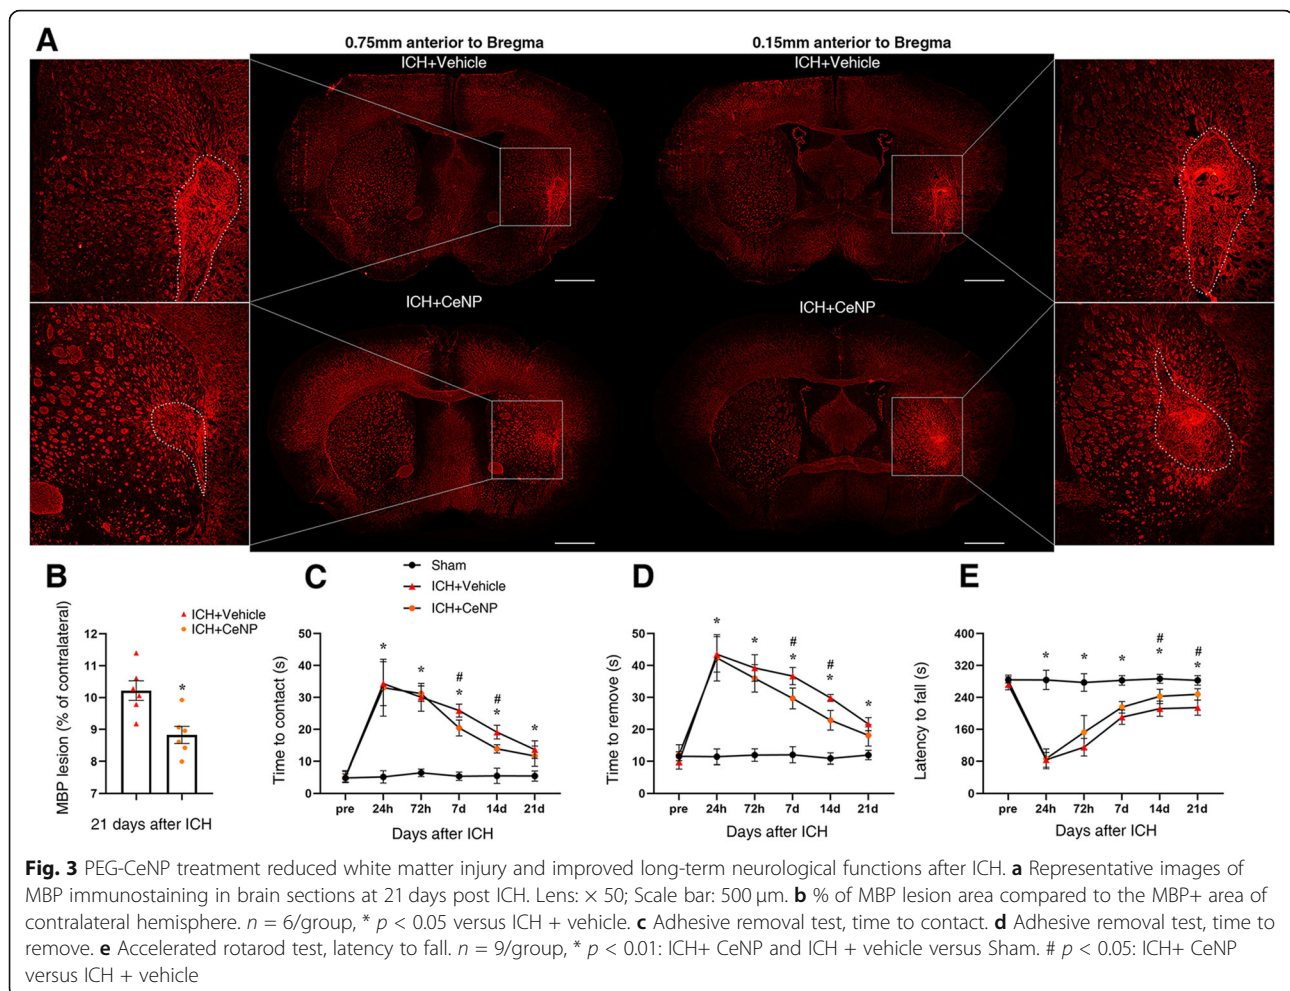 A
0.75mm anterior to Bregma
0.15mm anterior to Bregma
ICH+Vehicle
ICH+Vehicle
ICH+CeNP
ICH+CeNP
B
ICH+Vehicle
ICH+CeNP
MBP lesion (% of contralateral)
12
11
10
9
8
7
21 days after ICH
C
Sham
ICH+Vehicle
ICH+CeNP
Time to contact (s)
50
40
30
20
10
0
*
*
#
*
#
*
*
pre 24h 72h 7d 14d 21d
Days after ICH
D
Time to remove (s)
50
40
30
20
10
0
*
*
#
*
#
*
*
pre 24h 72h 7d 14d 21d
Days after ICH
E
Latency to fall (s)
400
320
240
160
80
0
*
*
*
#
*
#
*
pre 24h 72h 7d 14d 21d
Days after ICH
*
Fig. 3 PEG-CeNP treatment reduced white matter injury and improved long-term neurological functions after ICH. a Representative images of
MBP immunostaining in brain sections at 21 days post ICH. Lens: × 50; Scale bar: 500 μm. b % of MBP lesion area compared to the MBP+ area of
contralateral hemisphere. n = 6/group, * p < 0.05 versus ICH + vehicle. c Adhesive removal test, time to contact. d Adhesive removal test, time to
remove. e Accelerated rotarod test, latency to fall. n = 9/group, * p < 0.01: ICH+ CeNP and ICH + vehicle versus Sham. # p < 0.05: ICH+ CeNP
versus ICH + vehicle